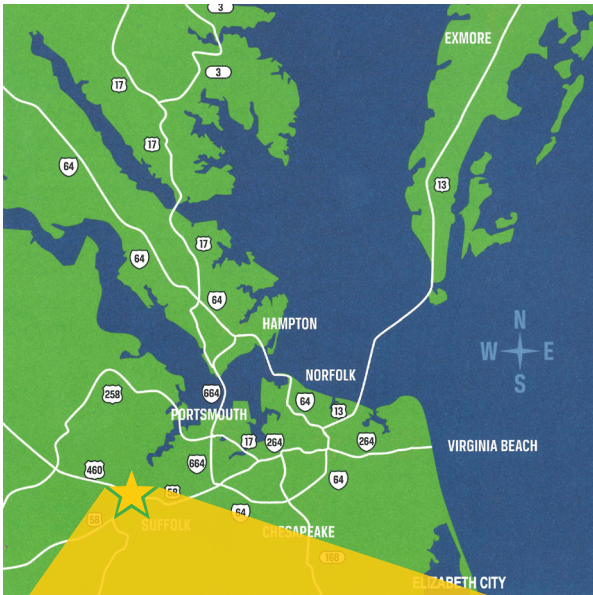 3
EXMORE
3
17
17
64
13
17
64
64
HAMPTON
N
W E
S
NORFOLK
258
664
64
13
PORTSMOUTH
17
264
264
VIRGINIA BEACH
460
664
64
58
58
64
SUFFOLK
CHESAPEAKE
168
ELIZABETH CITY